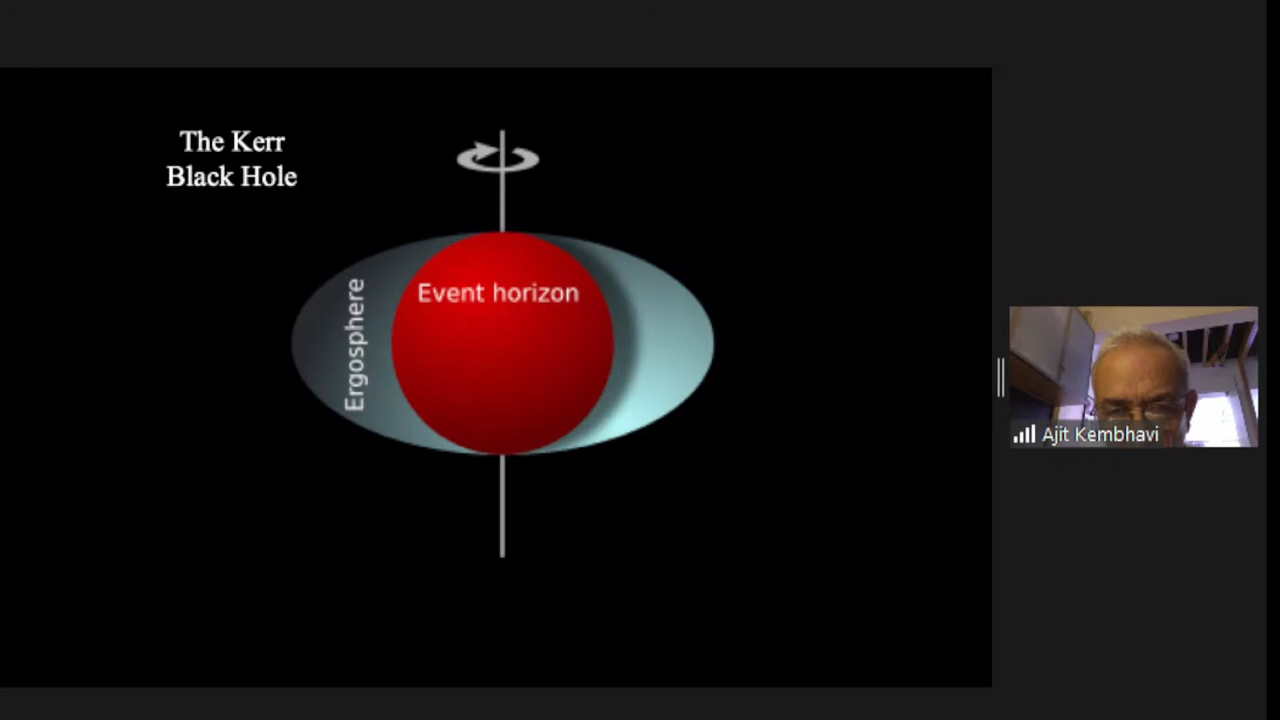 The Kerr
Black Hole
Event horizon
Ergosphere
Ajit Kembhavi